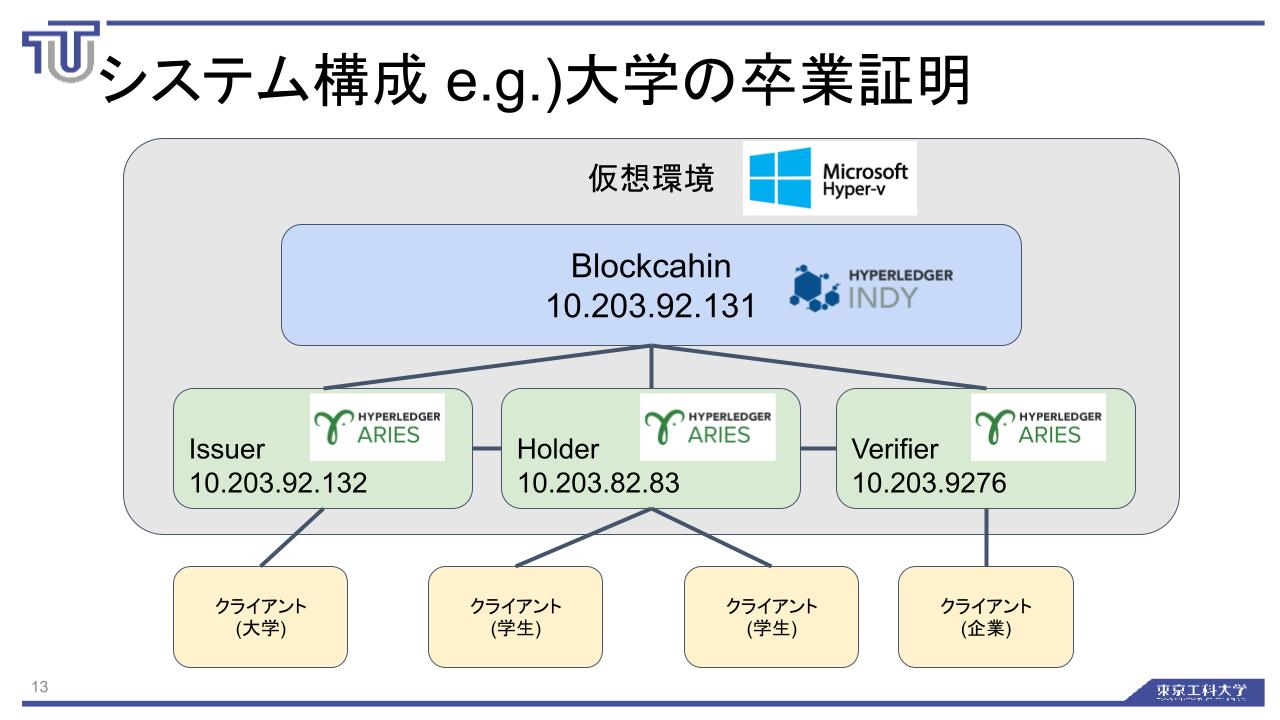 システム構成 e.g.)大学の卒業証明
仮想環境
Microsoft
Hyper-v
Blockcahin
10.203.92.131
HYPERLEDGER
INDY
HYPERLEDGER
ARIES
Issuer
10.203.92.132
HYPERLEDGER
ARIES
Holder
10.203.82.83
HYPERLEDGER
ARIES
Verifier
10.203.9276
クライアント
(大学)
クライアント
(学生)
クライアント
(学生)
クライアント
(企業)
13
東京工科大学